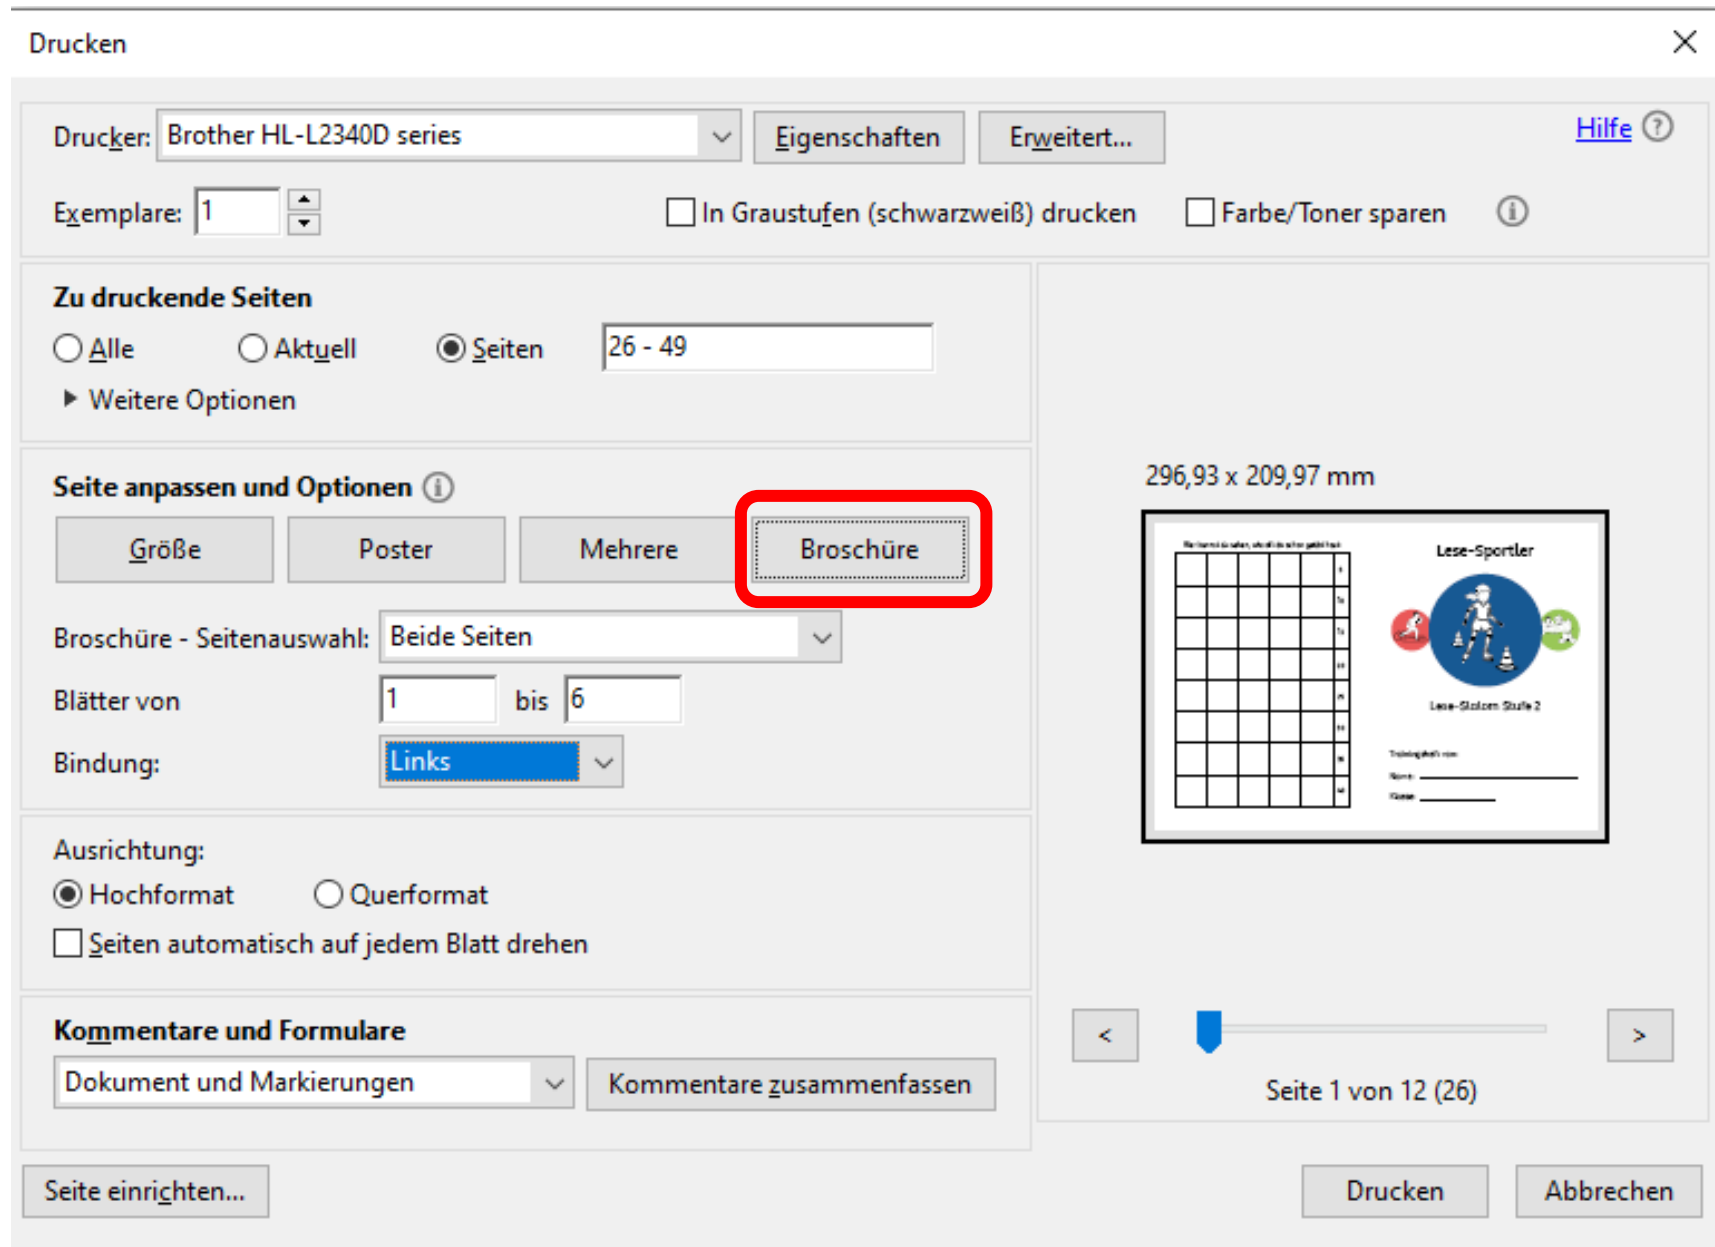 Drucken
Drucker: Brother HL-L2340D series Eigenschaften Erweitert... Hilfe ?
Exemplare: 1 In Graustufen (schwarzweiß) drucken Farbe/Toner sparen
Zu druckende Seiten
Alle Aktuell Seiten 26 - 49
Weitere Optionen
Seite anpassen und Optionen
Größe Poster Mehrere Broschüre
Broschüre - Seitenauswahl: Beide Seiten
Blätter von 1 bis 6
Bindung: Links
Ausrichtung:
Hochformat Querformat
Seiten automatisch auf jedem Blatt drehen
Kommentare und Formulare
Dokument und Markierungen Kommentare zusammenfassen
Seite einrichten...
296,93 x 209,97 mm
Lese-Sportler
Lese-Slalom Stufe 2
Name:
Klasse:
< >
Seite 1 von 12 (26)
Drucken Abbrechen